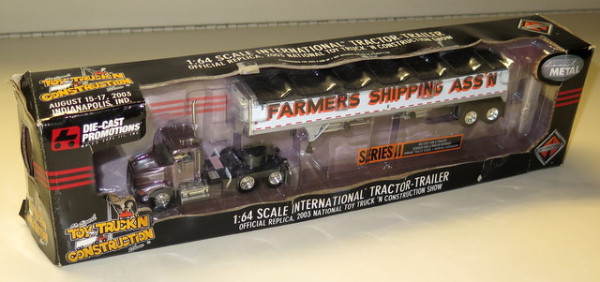 TOY TRUCK N
CONSTRUCTION
AUGUST 15-17, 2003
INDIANAPOLIS, IND.
DIE-CAST
PROMOTIONS
1:64 SCALE INTERNATIONAL TRACTOR-TRAILER
OFFICIAL REPLICA, 2003 NATIONAL TOY TRUCK 'N CONSTRUCTION SHOW
METAL
FARMERS SHIPPING ASS'N
SERIES II
TOY TRUCK N
CONSTRUCTION
1:64 SCALE INTERNATIONAL TRACTOR-TRAILER
OFFICIAL REPLICA, 2003 NATIONAL TOY TRUCK 'N CONSTRUCTION SHOW